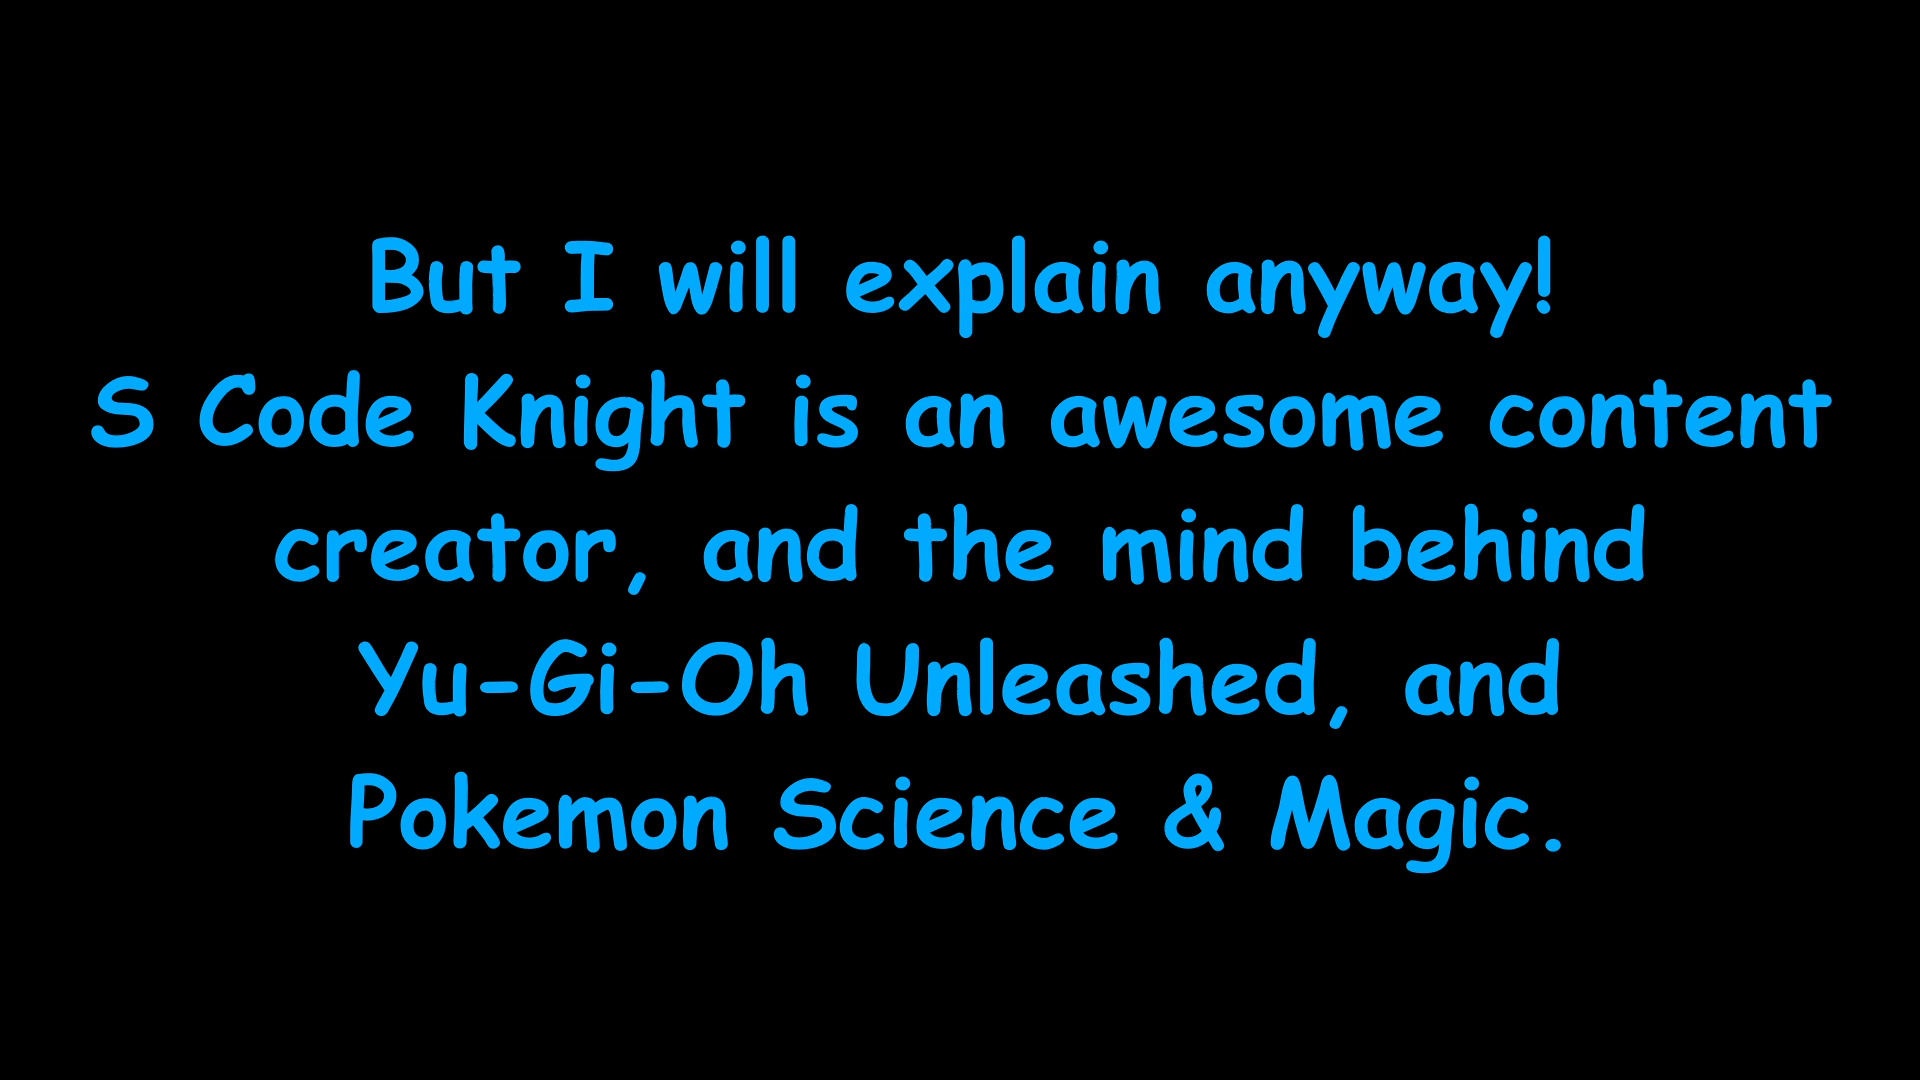 But I will explain anyway!
S Code Knight is an awesome content
creator, and the mind behind
Yu-Gi-Oh Unleashed, and
Pokemon Science & Magic.